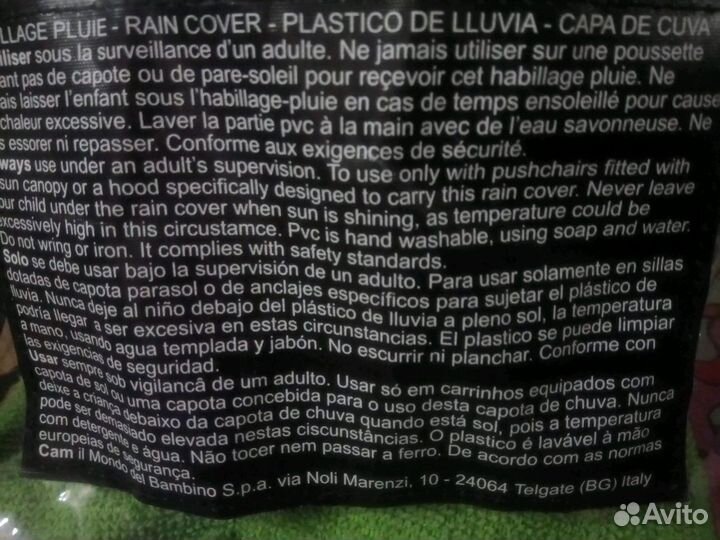 LLAGE PLUIE - RAIN COVER - PLASTICO DE LLUVIA - CAPA DE CUVA
iliser sous la surveillance d'un adulte. Ne jamais utiliser sur une poussette
ant pas de capote ou de pare-soleil pour reçevoir cet habillage pluie. Ne
ais laisser l'enfant sous l'habillage-pluie en cas de temps ensoleillé pour cause
chaleur excessive. Laver la partie pvc à la main avec de l'eau savonneuse. Ne
s essorer ni repasser. Conforme aux exigences de sécurité.
ways use under an adult's supervision. To use only with pushchairs fitted with
sun canopy or a hood specifically designed to carry this rain cover. Never leave
our child under the rain cover when sun is shining, as temperature could be
excessively high in this circustamce. Pvc is hand washable, using soap and water.
Do not wring or iron. It complies with safety standards.
Solo se debe usar bajo la supervisión de un adulto. Para usar solamente en sillas
dotadas de capota parasol o de anclajes específicos para sujetar el plástico de
lluvia. Nunca deje al niño debajo del plástico de lluvia a pleno sol, la temperatura
podría llegar a ser excesiva en estas circunstancias. El plastico se puede limpiar
a mano, usando agua templada y jabón. No escurrir ni planchar. Conforme con
las exigencias de seguridad.
Usar sempre sob vigilancâ de um adulto. Usar só em carrinhos equipados com
capota de sol ou uma capota concebida para o uso desta capota de chuva. Nunca
deixe a criança debaixo da capota de chuva quando está sol, pois a temperatura
pode ser demasiado elevada nestas ciscunstâncias. O plastico é lavável à mão
com detergente e água. Não tocer nem passar a ferro. De acordo com as normas
europeias de segurança.
Cam il Mondo del Bambino S.p.a. via Noli Marenzi, 10 - 24064 Telgate (BG) Italy
Avito